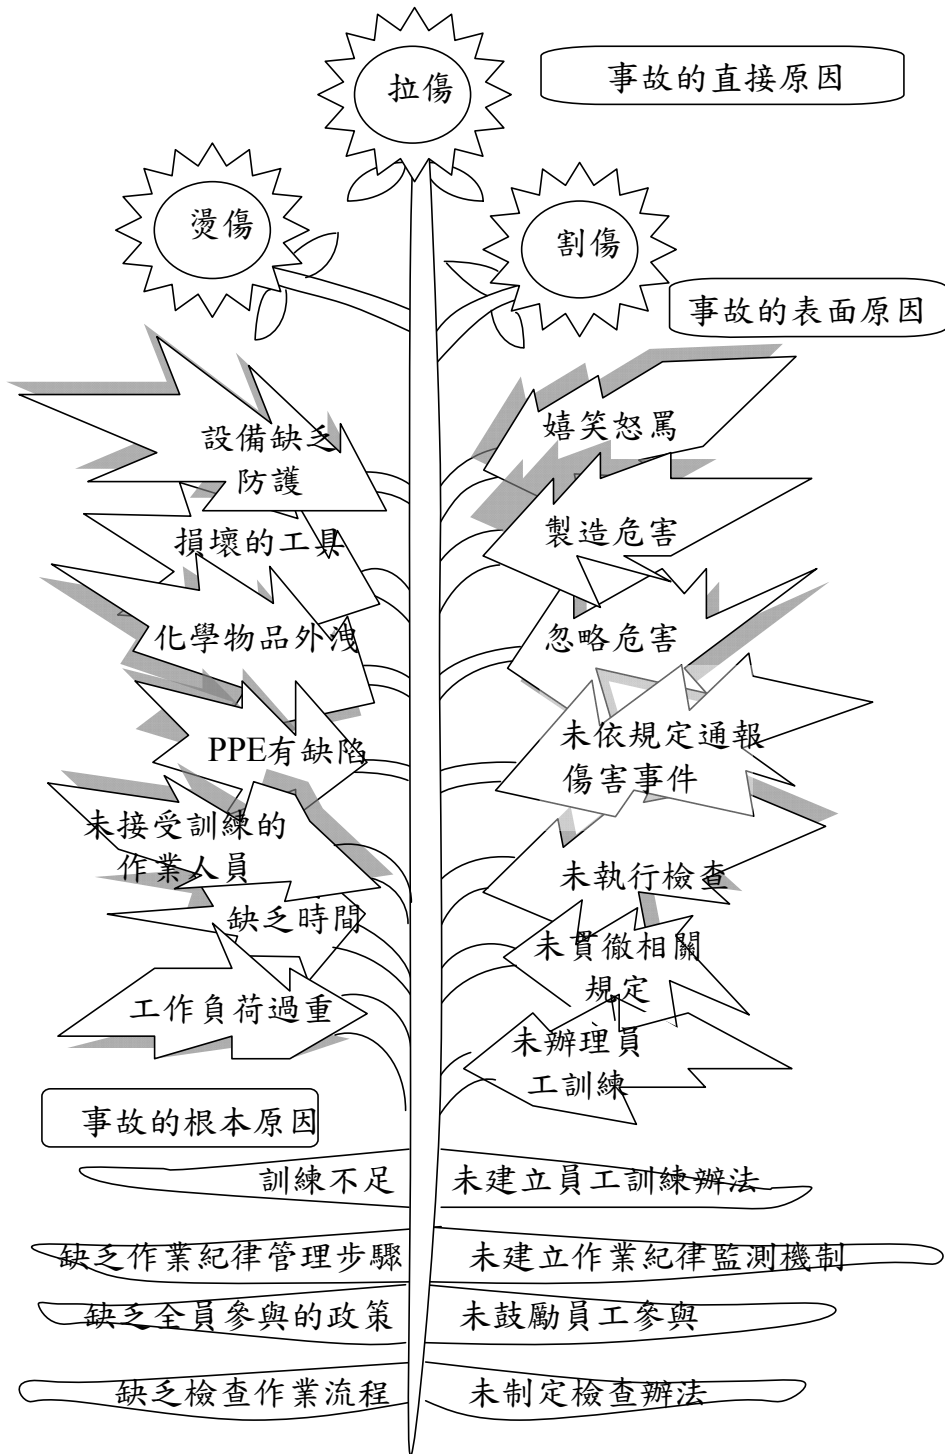 拉傷
事故的直接原因
燙傷
割傷
事故的表面原因
設備缺乏
防護
嬉笑怒罵
損壞的工具
製造危害
化學物品外洩
忽略危害
PPE有缺陷
未依規定通報
傷害事件
未接受訓練的
作業人員
未執行檢查
缺乏時間
未貫徹相關
規定
工作負荷過重
未辦理員
工訓練
事故的根本原因
訓練不足
未建立員工訓練辦法
缺乏作業紀律管理步驟
未建立作業紀律監測機制
缺乏全員參與的政策
未鼓勵員工參與
缺乏檢查作業流程
未制定檢查辦法